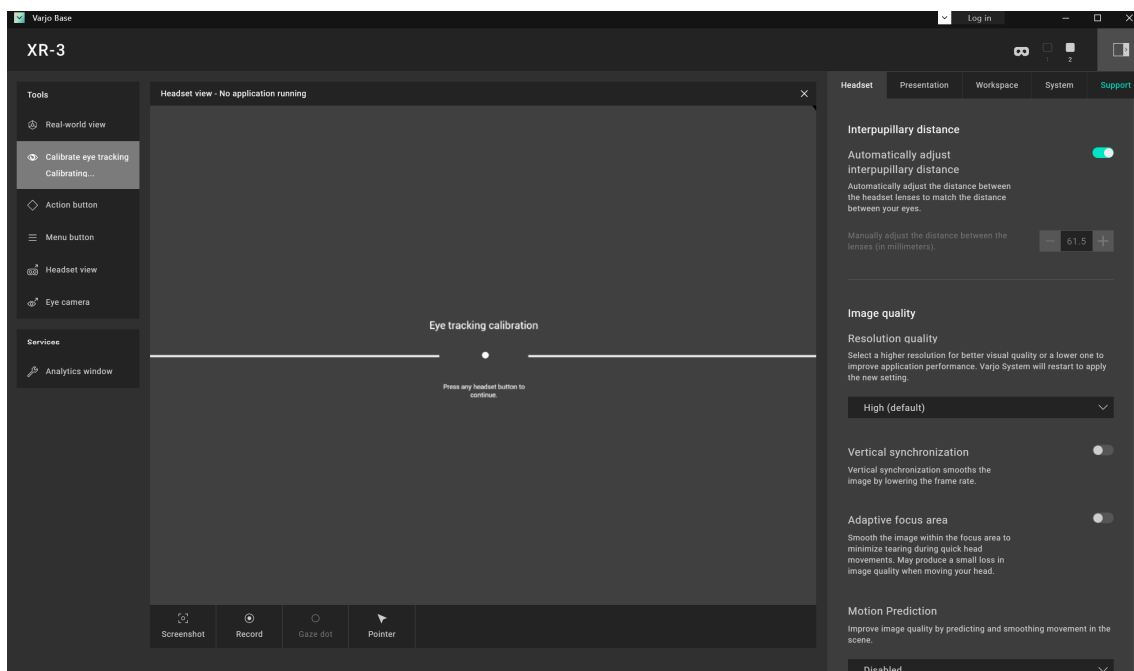 Varjo Base
Log in
XR-3
1
2
Tools
Real-world view
Calibrate eye tracking
Calibrating...
Action button
Menu button
Headset view
Eye camera
Services
Analytics window
Headset view - No application running
Eye tracking calibration
Press any headset button to
continue.
Screenshot
Record
Gaze dot
Pointer
Headset
Presentation
Workspace
System
Support
Interpupillary distance
Automatically adjust
interpupillary distance
Automatically adjust the distance between
the headset lenses to match the distance
between your eyes.
Manually adjust the distance between the
lenses (in millimeters).
61.5
Image quality
Resolution quality
Select a higher resolution for better visual quality or a lower one to
improve application performance. Varjo System will restart to apply
the new setting.
High (default)
Vertical synchronization
Vertical synchronization smooths the
image by lowering the frame rate.
Adaptive focus area
Smooth the image within the focus area to
minimize tearing during quick head
movements. May produce a small loss in
image quality when moving your head.
Motion Prediction
Improve image quality by predicting and smoothing movement in the
scene.
Disabled